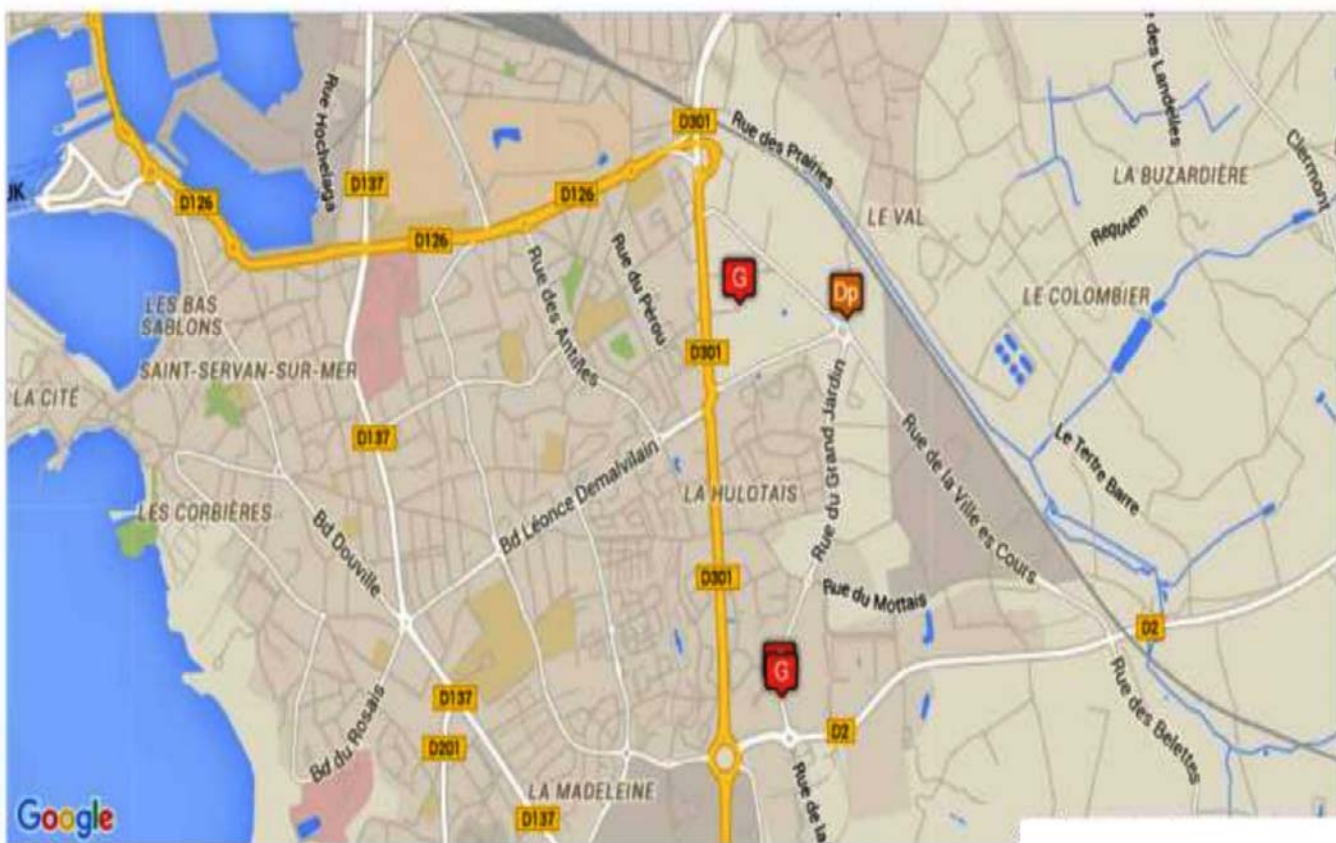 D301
Rue des Prairies
e des Landelles
Clermont
Rue Hochelaga
D137
LA BUZARDIÈRE
JK
D126
D126
D126
LE VAL
Requiem
Rue du Pérou
G
Dp
LE COLOMBIER
LES BAS
SABLONS
Rue des Antilles
D301
SAINT-SERVAN-SUR-MER
LA CITÉ
D137
Rue du Grand Jardin
Rue de la Ville es Cours
Le Tertre Barre
LA HULOTAIS
LES CORBIÈRES
Bd Léonce Demalvilain
Bd Douville
D301
Rue du Mottais
D2
G
D137
Rue des Belettes
D2
D201
Bd du Rosais
LA MADELEINE
Rue de la
D137
Google